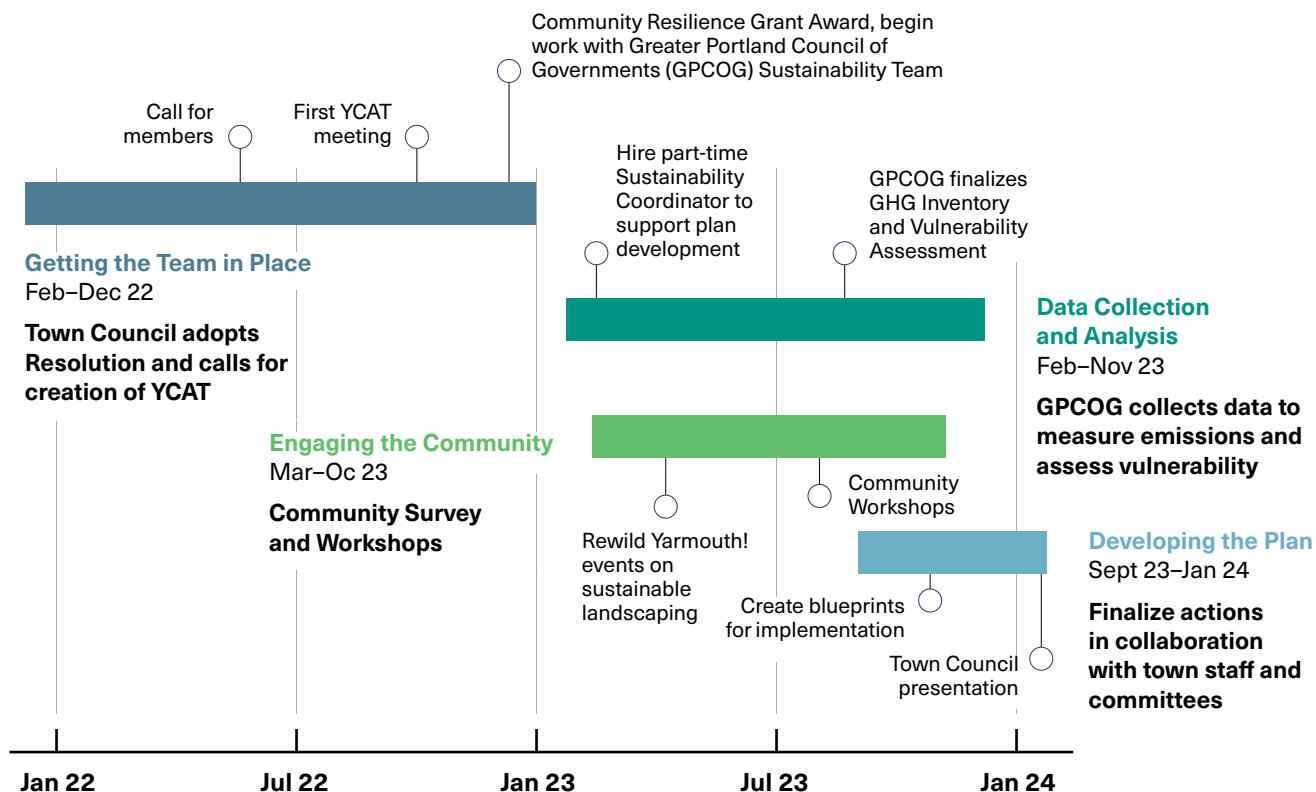 Community Resilience Grant Award, begin
work with Greater Portland Council of
Governments (GPCOG) Sustainability Team
Call for
members
First YCAT
meeting
Hire part-time
Sustainability
Coordinator to
support plan
development
GPCOG finalizes
GHG Inventory
and Vulnerability
Assessment
Getting the Team in Place
Feb–Dec 22
Town Council adopts
Resolution and calls for
creation of YCAT
Data Collection
and Analysis
Feb–Nov 23
GPCOG collects data to
measure emissions and
assess vulnerability
Engaging the Community
Mar–Oc 23
Community Survey
and Workshops
Community
Workshops
Rewild Yarmouth!
events on
sustainable
landscaping
Developing the Plan
Sept 23–Jan 24
Finalize actions
in collaboration
with town staff and
committees
Create blueprints
for implementation
Town Council
presentation
Jan 22
Jul 22
Jan 23
Jul 23
Jan 24